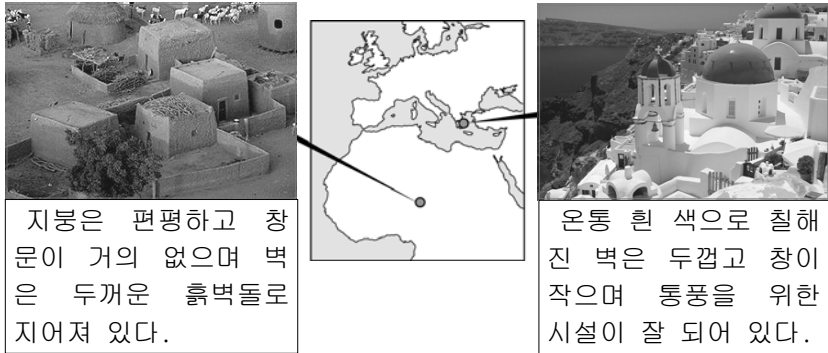 지붕은 편평하고 창
문이 거의 없으며 벽
은 두꺼운 흙벽돌로
지어져 있다.
온통 흰 색으로 칠해
진 벽은 두껍고 창이
작으며 통풍을 위한
시설이 잘 되어 있다.